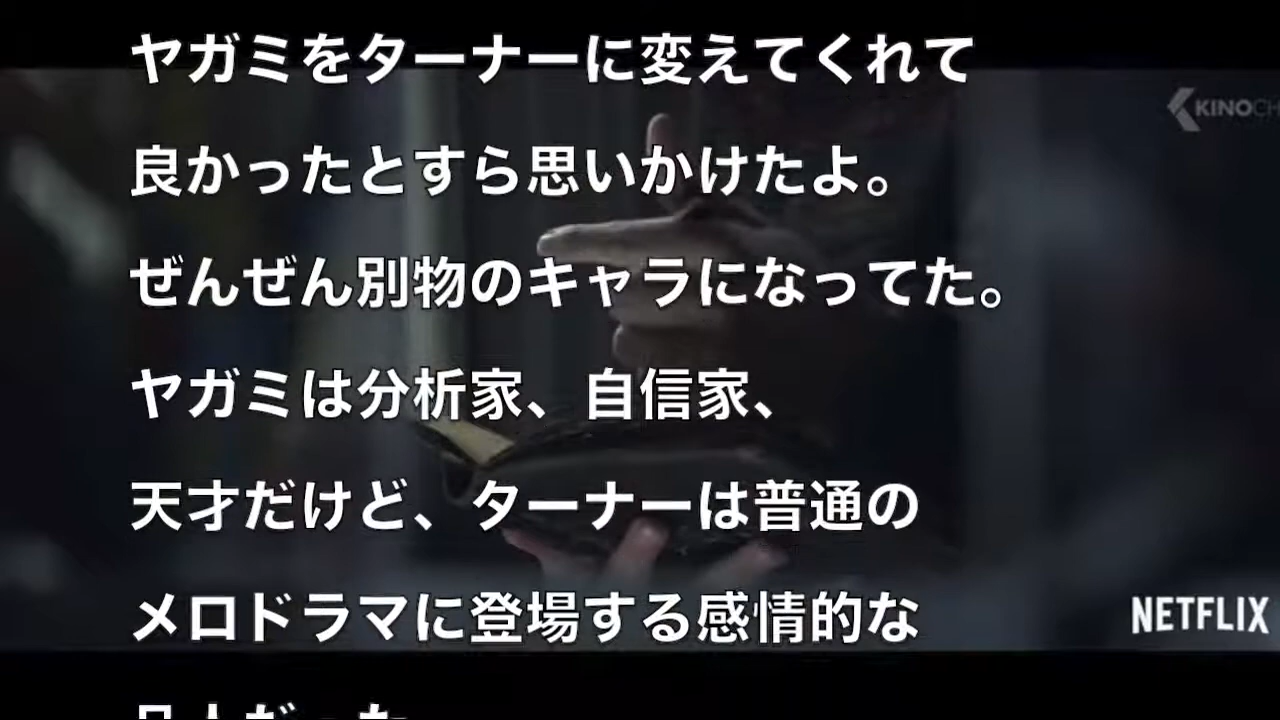 ヤガミをターナーに変えてくれて
KINOCH
良かったとすら思いかけたよ。
ぜんぜん別物のキャラになってた。
ヤガミは分析家、自信家、
天才だけど、ターナーは普通の
メロドラマに登場する感情的な
NETFLIX